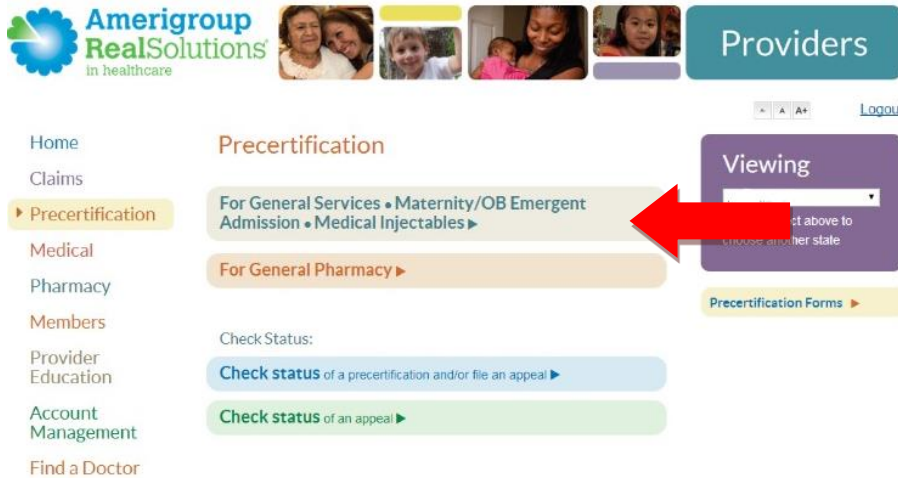 Amerigroup
RealSolutions
in healthcare
Providers
A A A+
Logou
Home
Claims
Precertification
Medical
Pharmacy
Members
Provider
Education
Account
Management
Find a Doctor
Precertification
For General Services • Maternity/OB Emergent
Admission • Medical Injectables
For General Pharmacy
Check Status:
Check status of a precertification and/or file an appeal
Check status of an appeal
Viewing
above to
choose another state
Precertification Forms